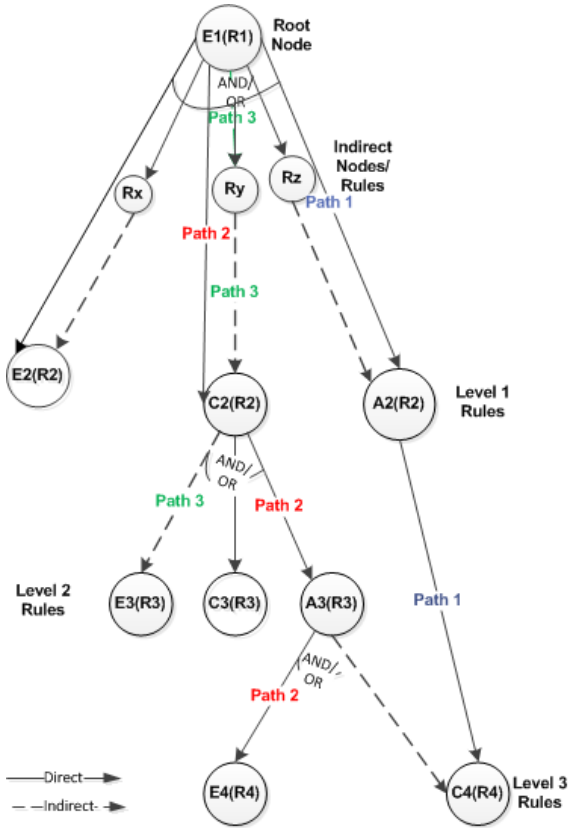 E1(R1)
Root
Node
AND/
OR
Path 3
Indirect
Nodes/
Rules
Rx
Ry
Rz
Path 1
Path 2
Path 3
E2(R2)
C2(R2)
A2(R2)
Level 1
Rules
AND/
OR
Path 3
Path 2
Level 2
Rules
E3(R3)
C3(R3)
A3(R3)
Path 1
AND/
OR
Path 2
Direct
Indirect
E4(R4)
C4(R4)
Level 3
Rules